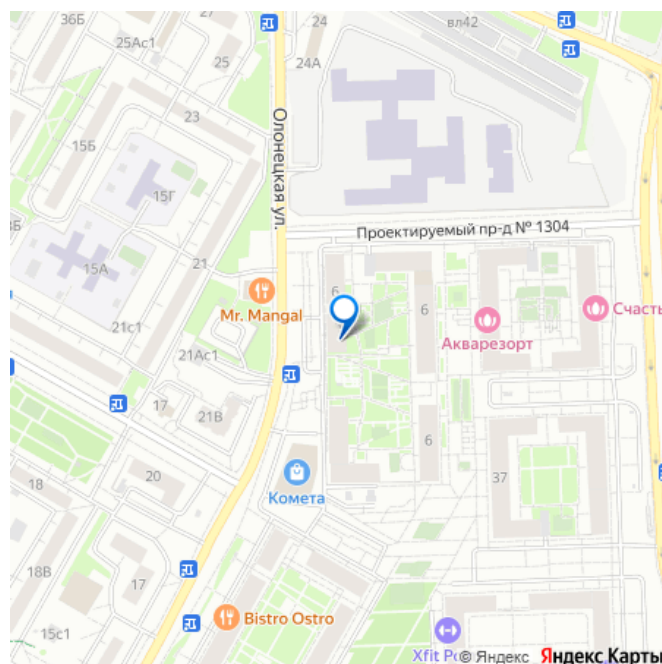 36Б
24
вл42
25Ас1
25
24А
Олонецкая ул.
23
15Б
15Г
Проектируемый пр-д № 1304
15А
21
6
6
Mr. Mangal
Акварезорт
Счасть
21с1
21Ас1
17
21В
6
20
37
18
Комета
18В
17
Bistro Ostro
15с1
Xfit Po
© Яндекс Яндекс Карты